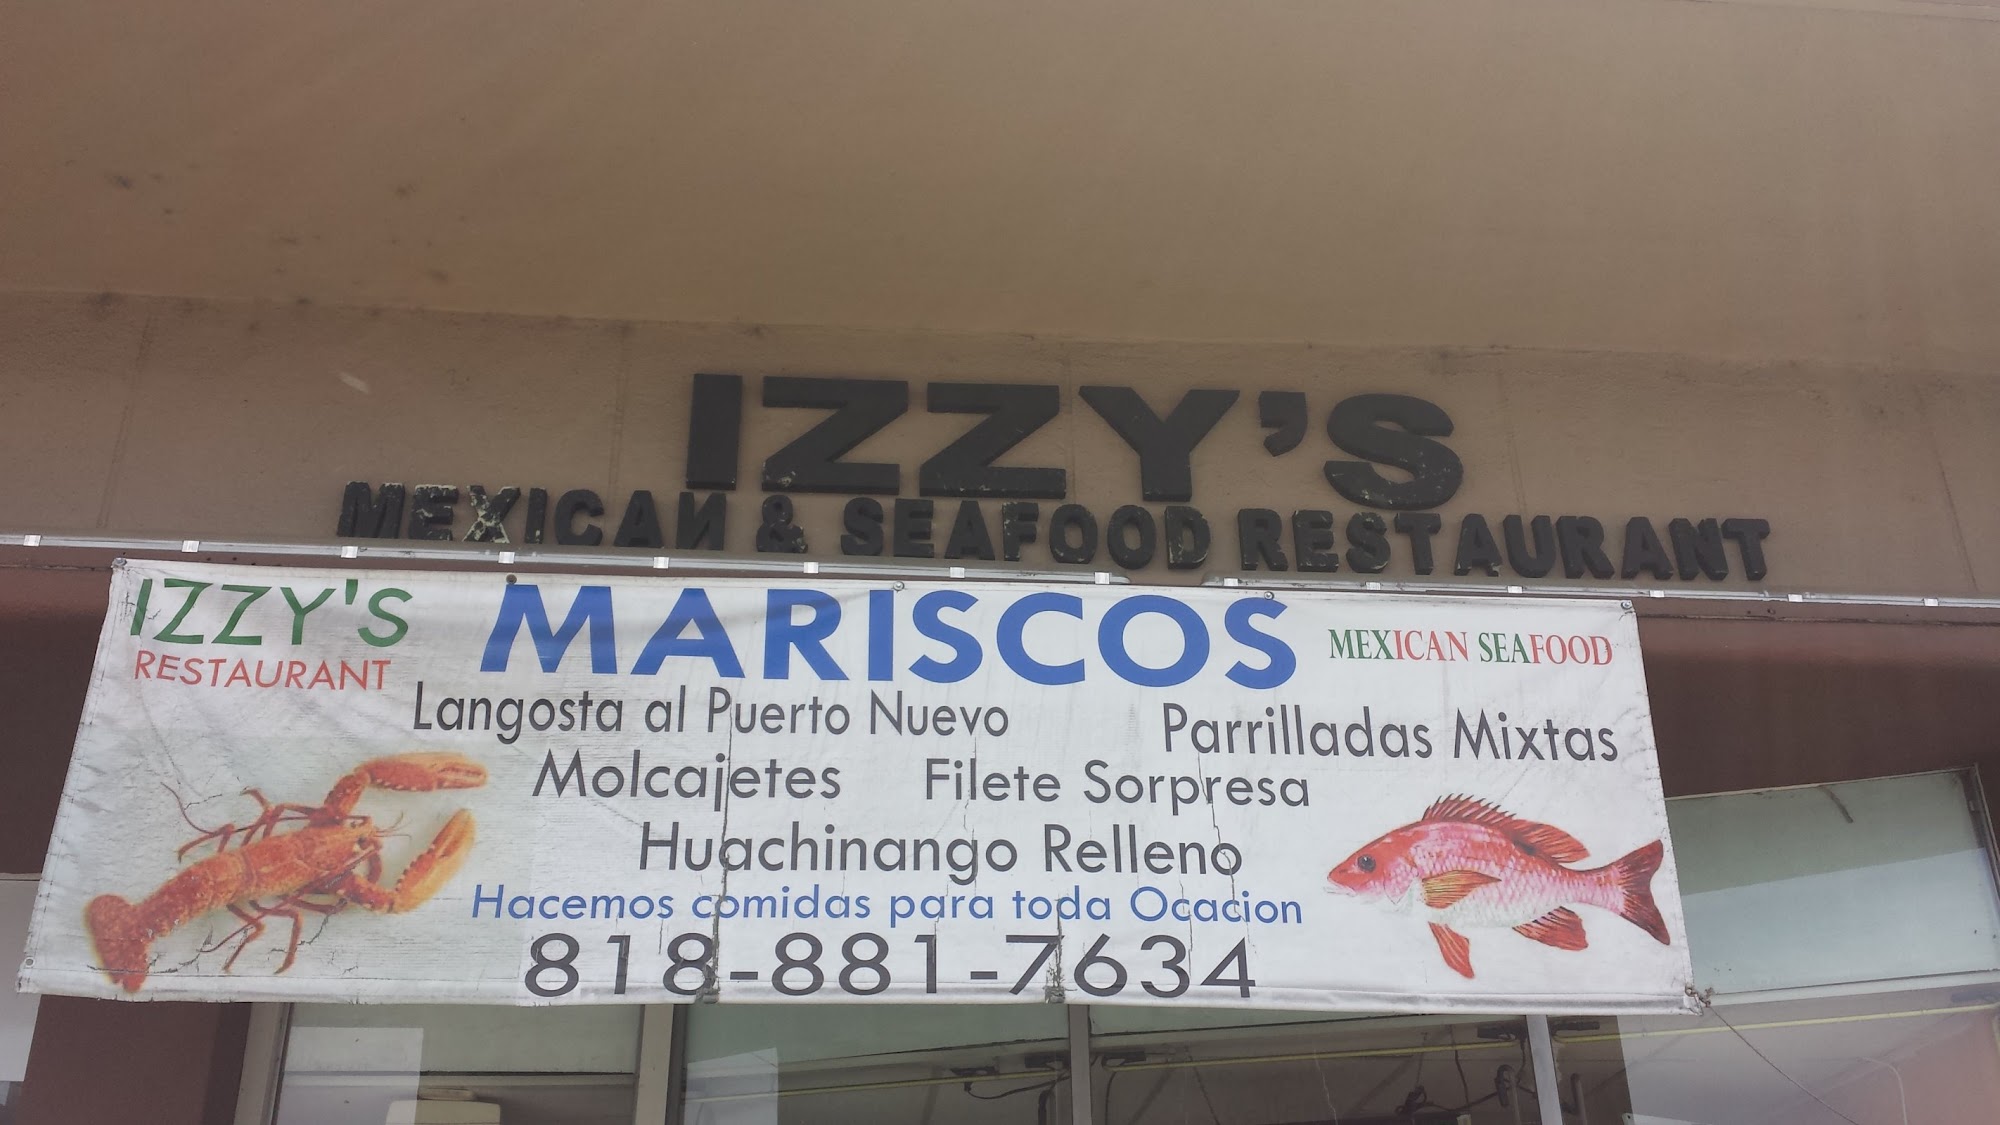 IZZY'S
MEXICAN & SEAFOOD RESTAURANT
IZZY'S
RESTAURANT
MARISCOS
MEXICAN SEAFOOD
Langosta al Puerto Nuevo
Parrilladas Mixtas
Molcajetes
Filete Sorpresa
Huachinango Relleno
Hacemos comidas para toda Ocacion
818-881-7634